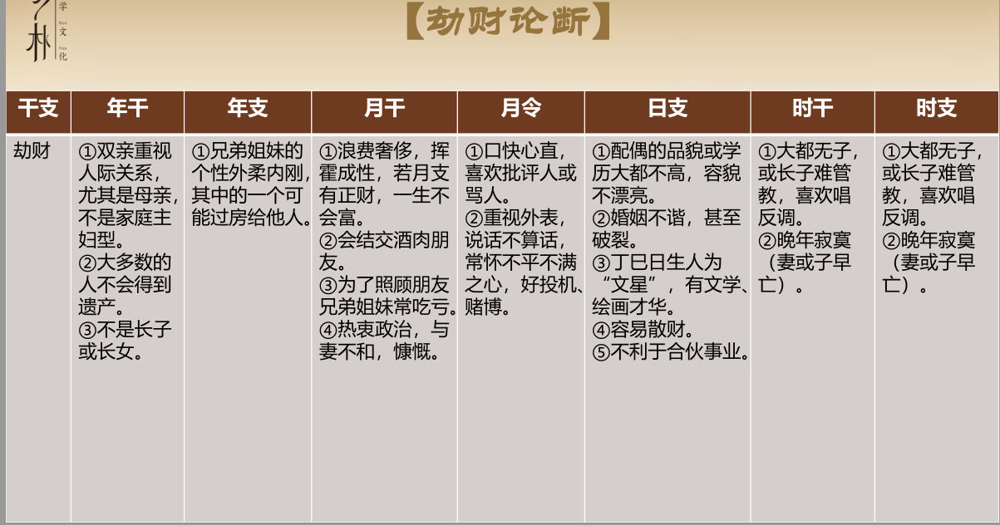 朴
学
文
化
【劫财论断】
干支
年干
年支
月干
月令
日支
时干
时支
劫财
①双亲重视
人际关系，
尤其是母亲，
不是家庭主
妇型。
②大多数的
人不会得到
遗产。
③不是长子
或长女。
①兄弟姐妹的
个性外柔内刚，
其中的一个可
能过房给他人。
①浪费奢侈，挥
霍成性，若月支
有正财，一生不
会富。
②会结交酒肉朋
友。
③为了照顾朋友
兄弟姐妹常吃亏。
④热衷政治，与
妻不和，慷慨。
①口快心直，
喜欢批评人或
骂人。
②重视外表，
说话不算话，
常怀不平不满
之心，好投机、
赌博。
①配偶的品貌或学
历大都不高，容貌
不漂亮。
②婚姻不谐，甚至
破裂。
③丁巳日生人为
“文星”，有文学、
绘画才华。
④容易散财。
⑤不利于合伙事业。
①大都无子，
或长子难管
教，喜欢唱
反调。
②晚年寂寞
（妻或子早
亡）。
①大都无子，
或长子难管
教，喜欢唱
反调。
②晚年寂寞
（妻或子早
亡）。